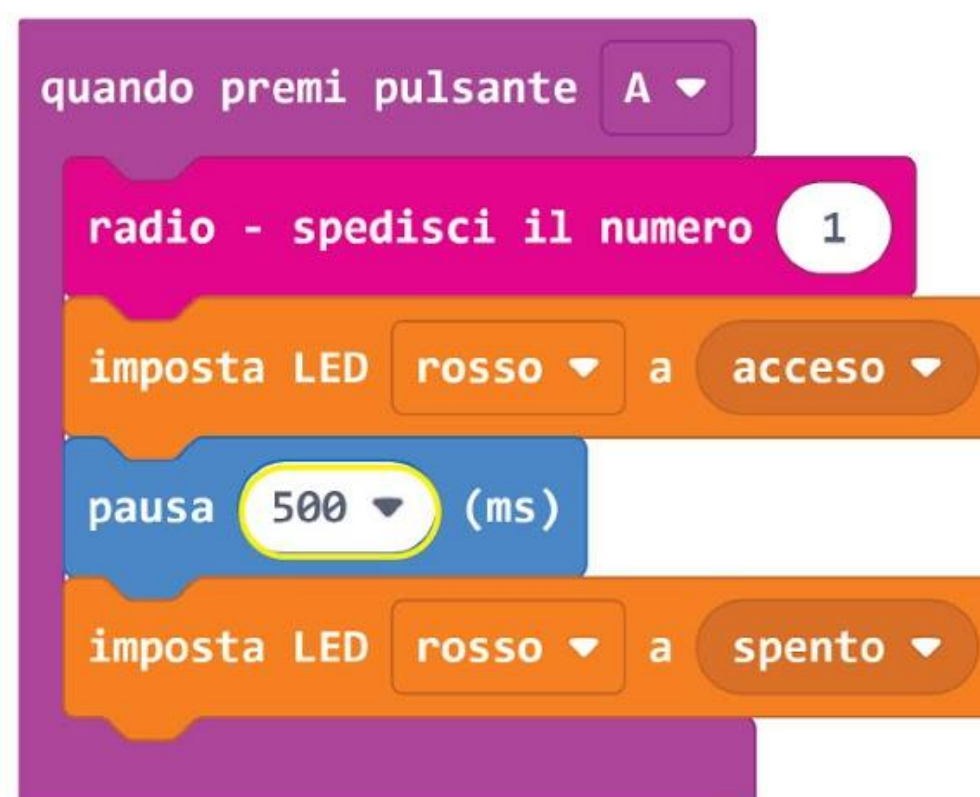 quando premi pulsante A
radio - spedisci il numero 1
imposta LED rosso a acceso
pausa 500 (ms)
imposta LED rosso a spento